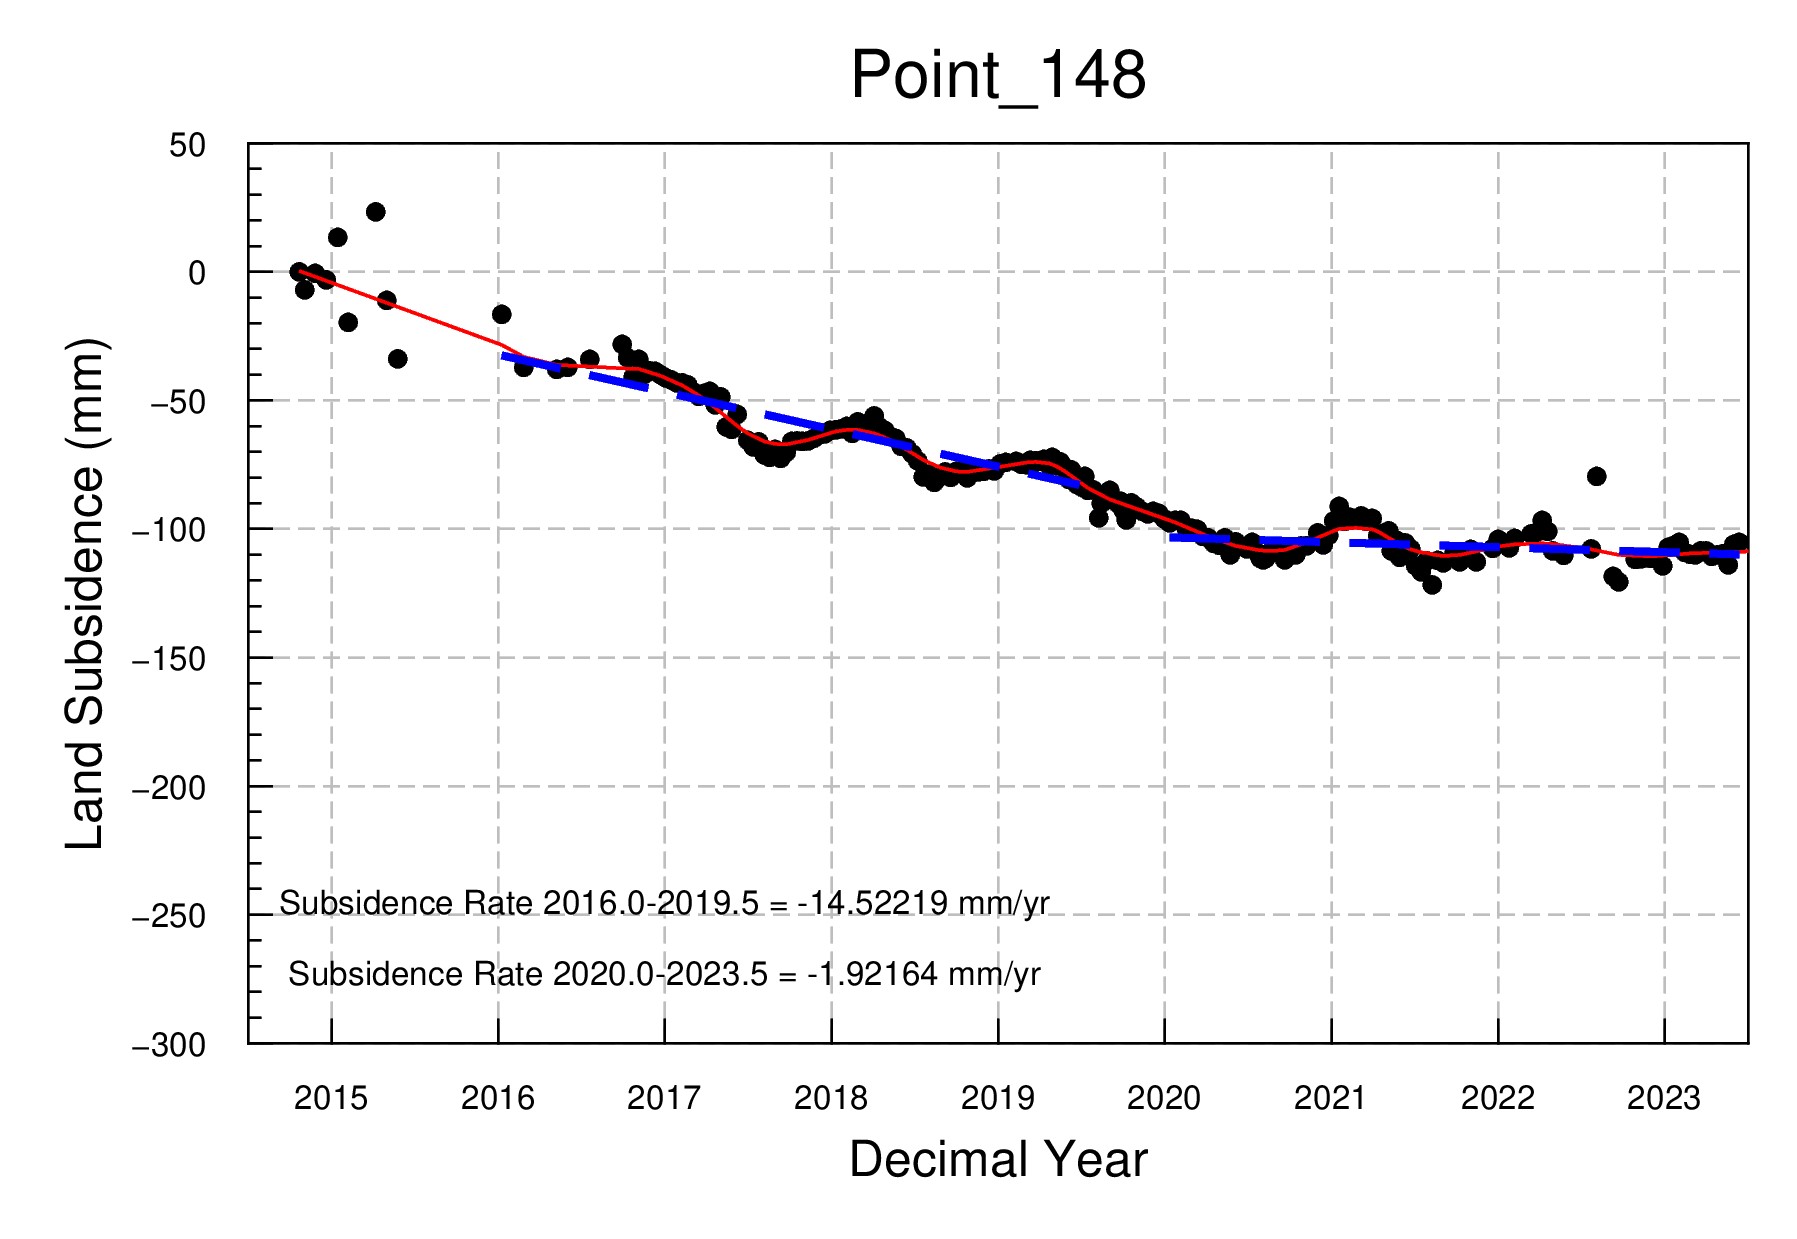 Point_148
50
0
−50
−100
−150
−200
−250
−300
Land Subsidence (mm)
Subsidence Rate 2016.0-2019.5 = -14.52219 mm/yr
Subsidence Rate 2020.0-2023.5 = -1.92164 mm/yr
2015 2016 2017 2018 2019 2020 2021 2022 2023
Decimal Year